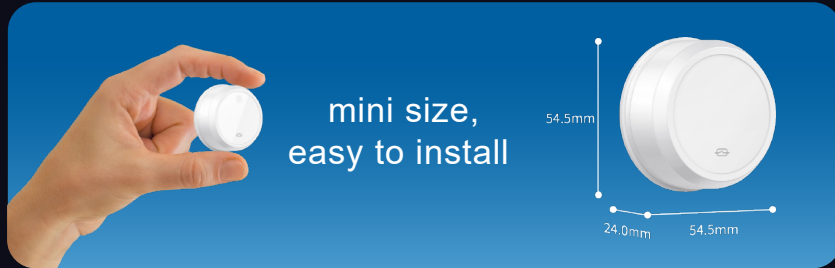 mini size,
easy to install
54.5mm
24.0mm
54.5mm